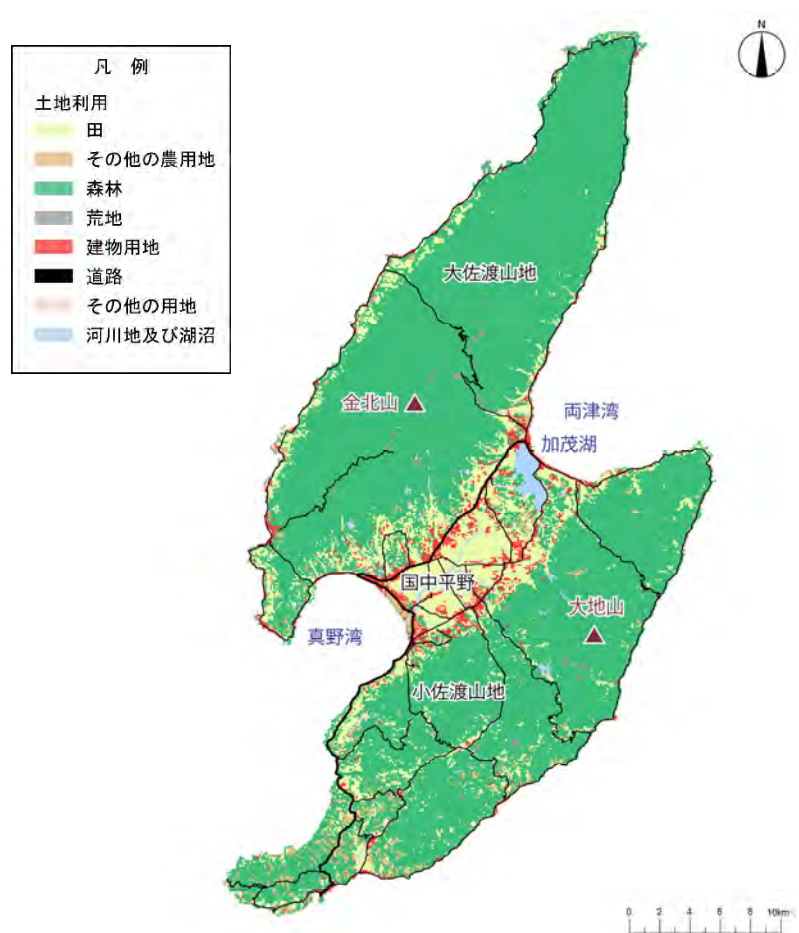 N
凡 例
土地利用
田
その他の農用地
森林
荒地
建物用地
道路
その他の用地
河川地及び湖沼
大佐渡山地
金北山
両津湾
加茂湖
国中平野
大地山
真野湾
小佐渡山地
0 2 4 6 8 10km